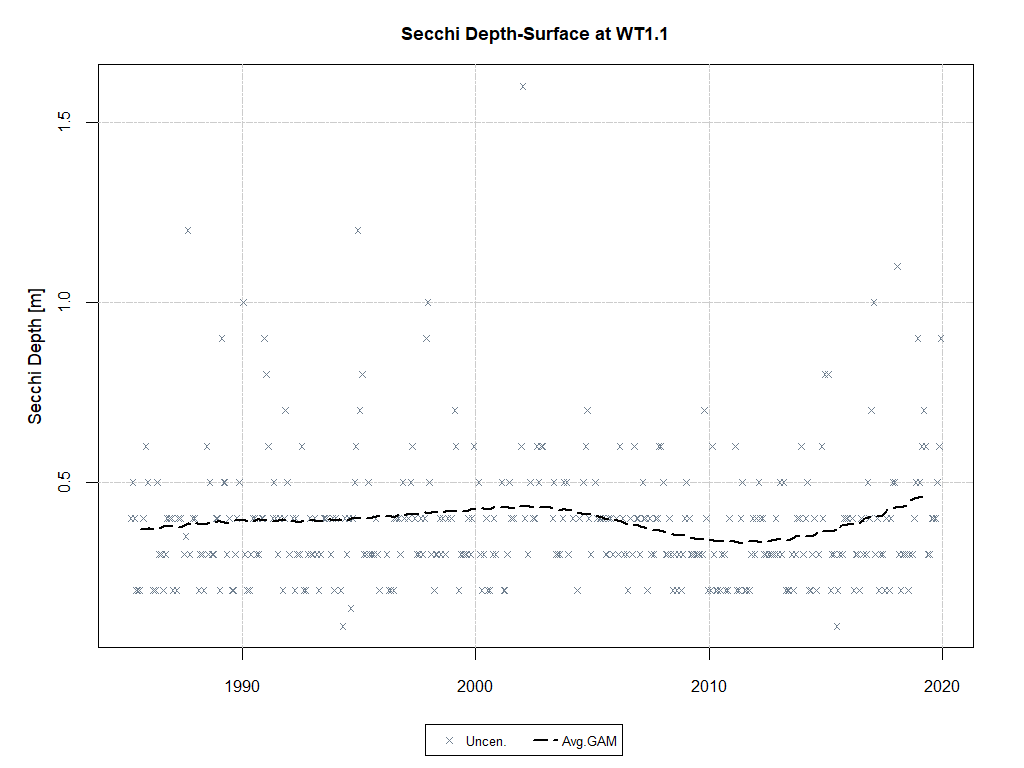 Secchi Depth-Surface at WT1.1
Secchi Depth [m]
1.5
1.0
0.5
1990 2000 2010 2020
Uncen. Avg.GAM